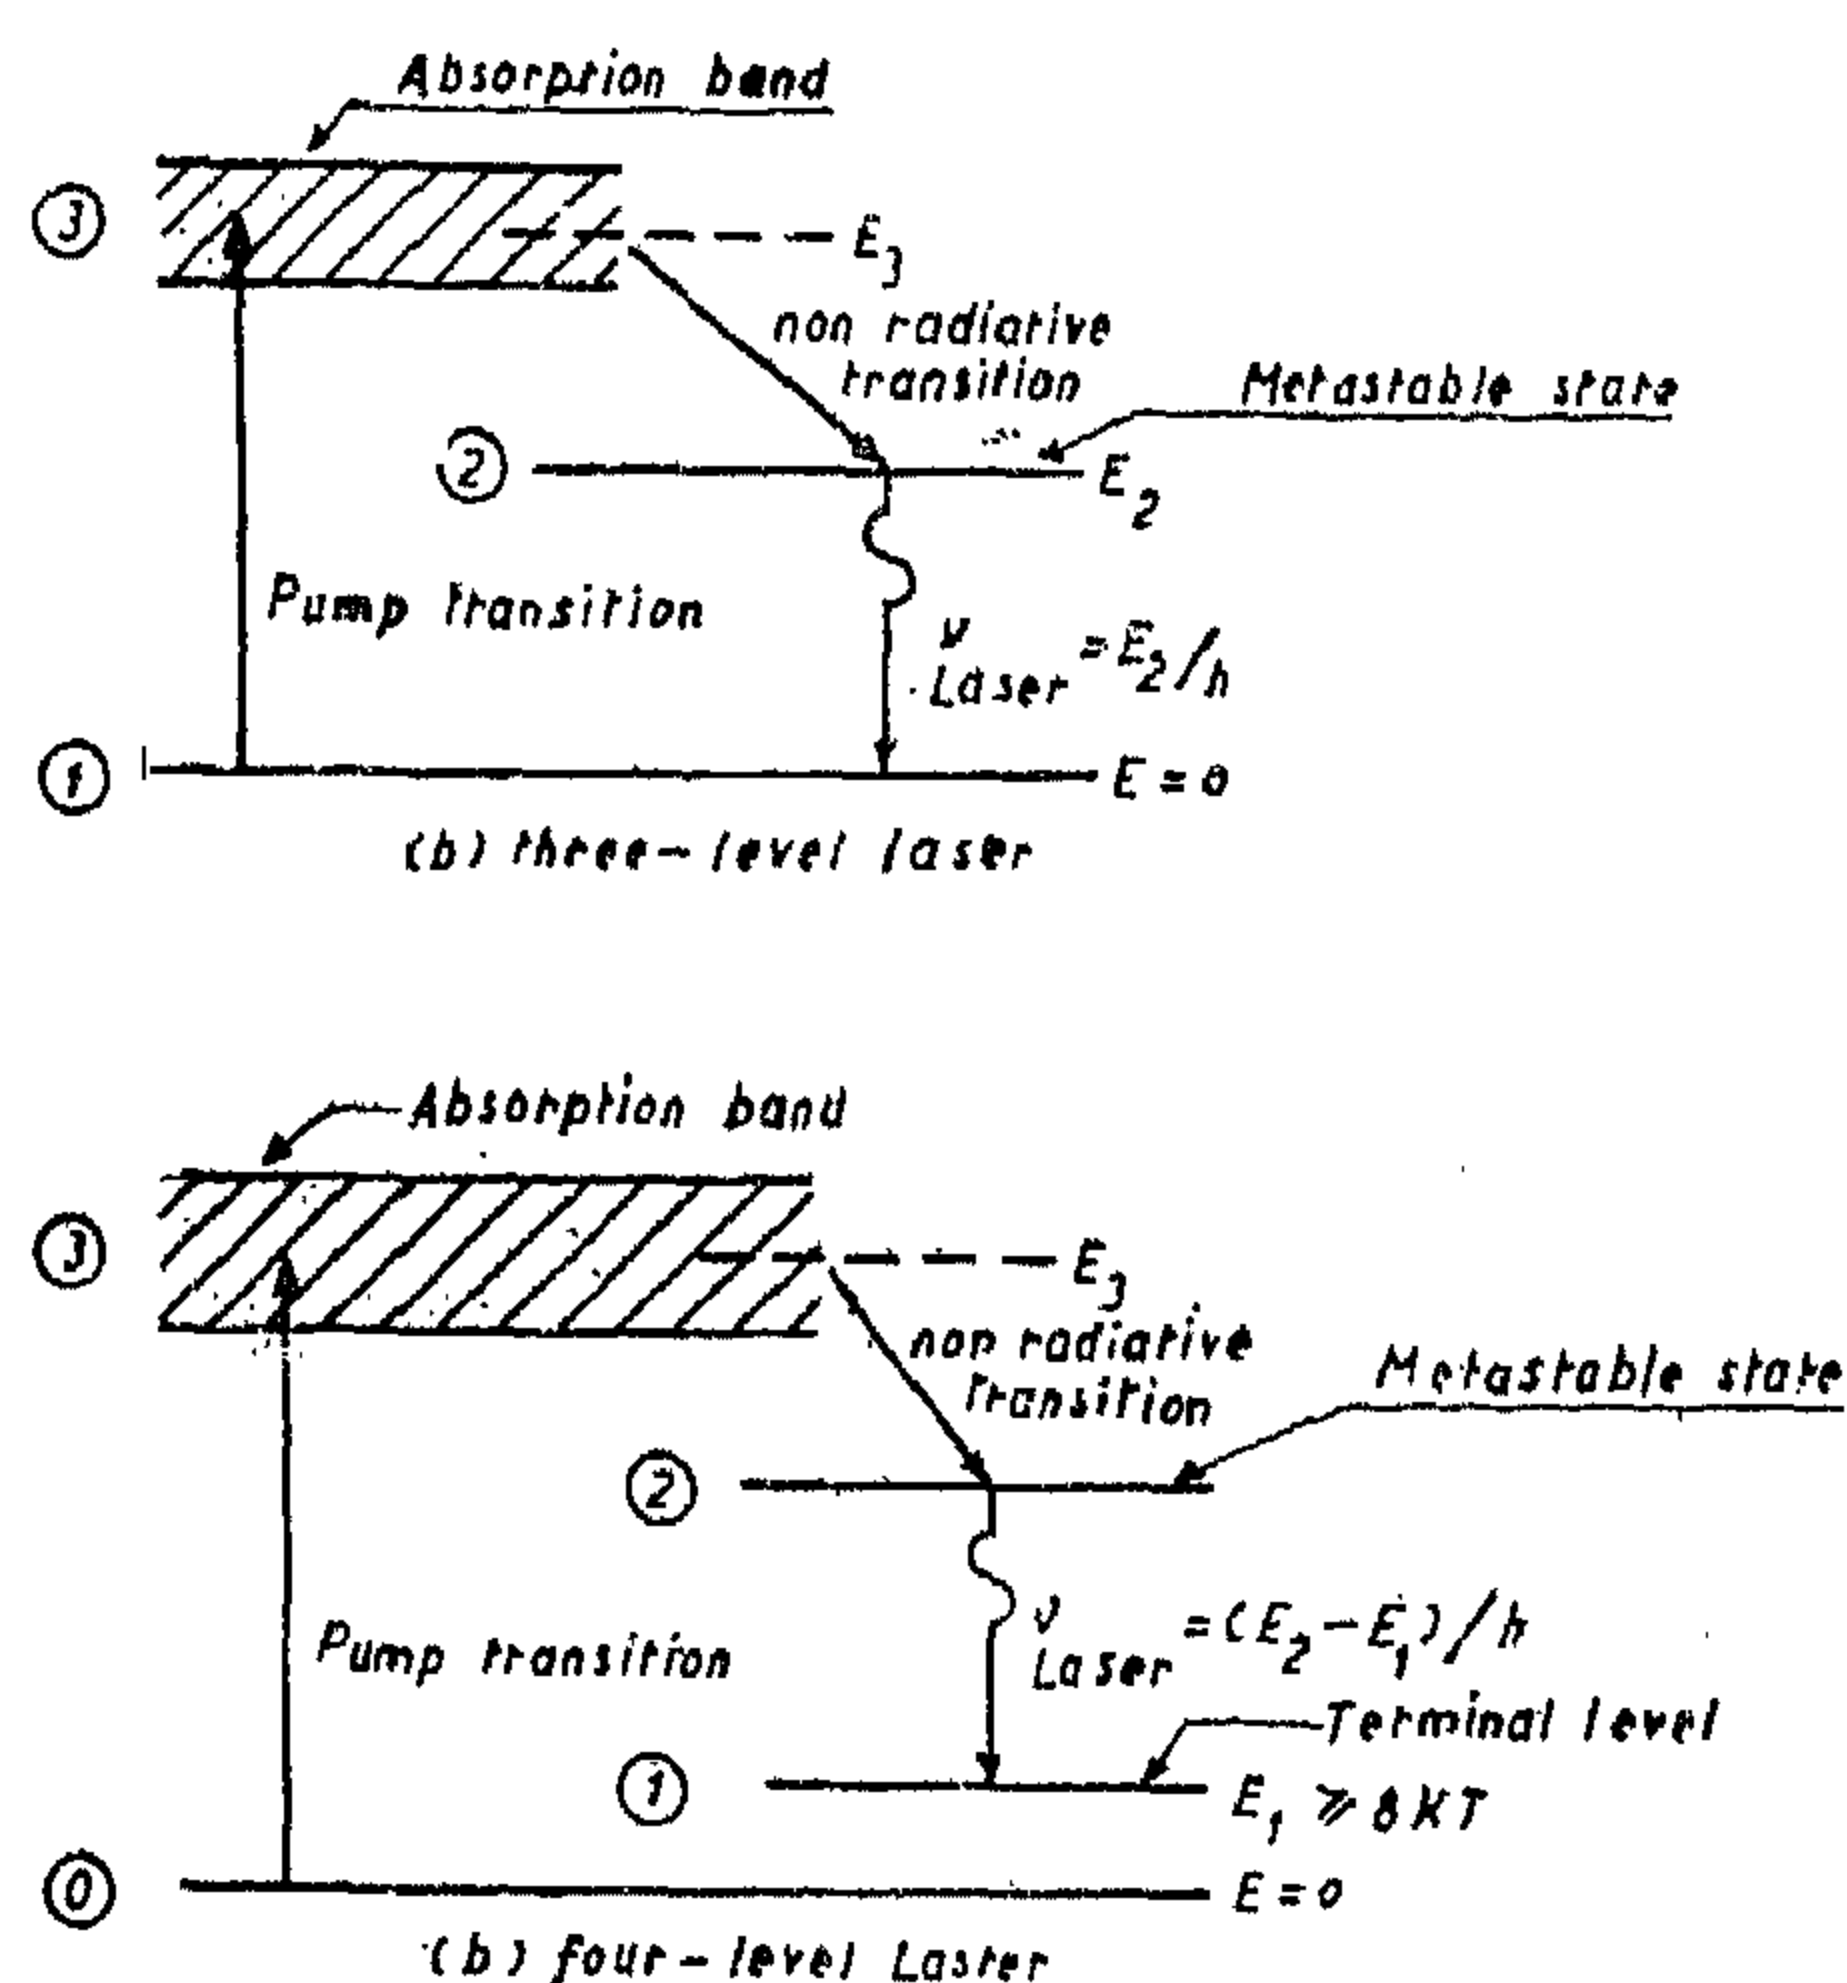 Absorption band
③
E₃
non radiative
transition
Metastable state
②
E₂
Pump transition
ν
Laser = E₂/h
①
E = 0
(b) three-level laser
Absorption band
③
E₃
non radiative
transition
Metastable state
②
Pump transition
ν
Laser = (E₂ - E₁)/h
Terminal level
①
E₁ ⩾ 8KT
⓪
E = 0
(b) four-level Laster